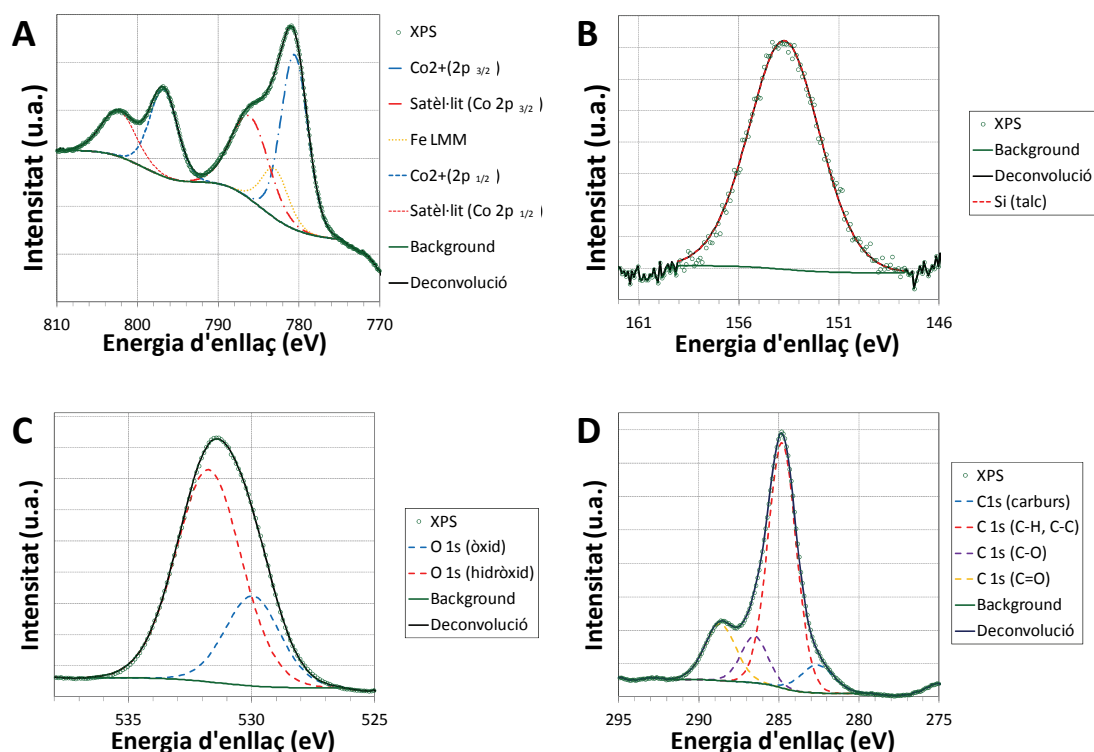 A
Intensitat (u.a.)
810 800 790 780 770
Energia d'enllaç (eV)
XPS
Co2+(2p 3/2 )
Satèl·lit (Co 2p 3/2 )
Fe LMM
Co2+(2p 1/2 )
Satèl·lit (Co 2p 1/2 )
Background
Deconvolució
B
Intensitat (u.a.)
161 156 151 146
Energia d'enllaç (eV)
XPS
Background
Deconvolució
Si (talc)
C
Intensitat (u.a.)
535 530 525
Energia d'enllaç (eV)
XPS
O 1s (òxid)
O 1s (hidròxid)
Background
Deconvolució
D
Intensitat (u.a.)
295 290 285 280 275
Energia d'enllaç (eV)
XPS
C1s (carburs)
C 1s (C-H, C-C)
C 1s (C-O)
C 1s (C=O)
Background
Deconvolució